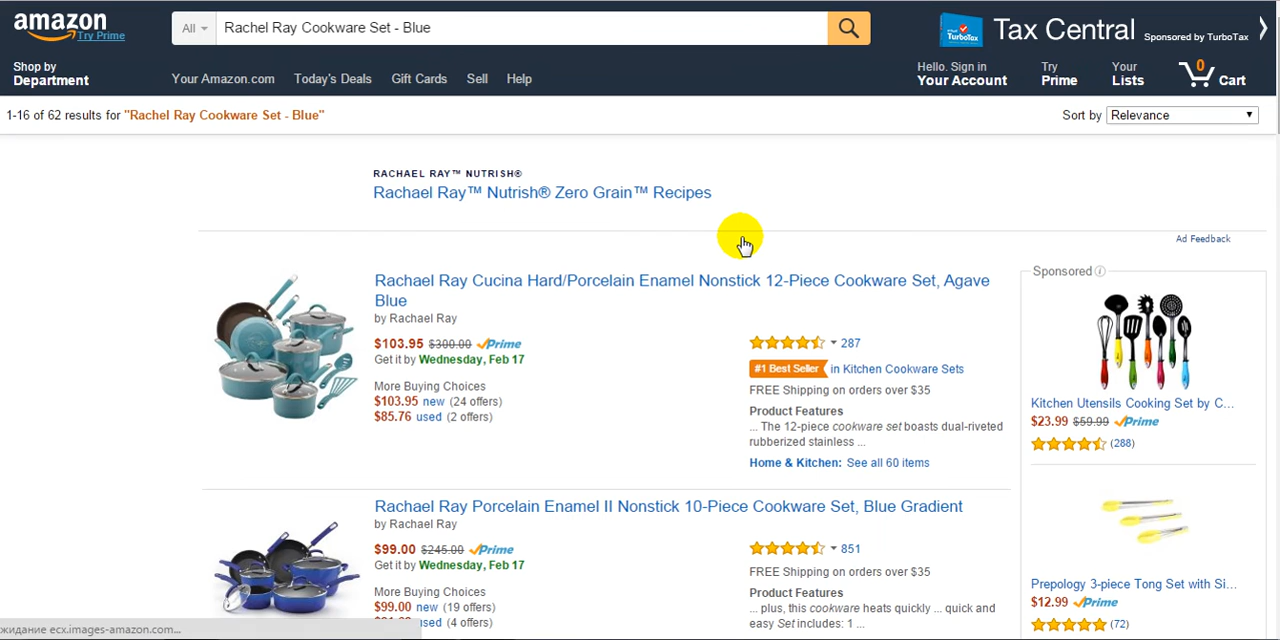 amazon
Try Prime
All
Rachel Ray Cookware Set - Blue
TurboTax
Tax Central
Sponsored by TurboTax
Shop by
Department
Your Amazon.com
Today's Deals
Gift Cards
Sell
Help
Hello. Sign in
Your Account
Try
Prime
Your
Lists
0
Cart
1-16 of 62 results for "Rachel Ray Cookware Set - Blue"
Sort by
Relevance
RACHAEL RAY™ NUTRISH®
Rachael Ray™ Nutrish® Zero Grain™ Recipes
Ad Feedback
Rachael Ray Cucina Hard/Porcelain Enamel Nonstick 12-Piece Cookware Set, Agave
Blue
by Rachael Ray
$103.95 $300.00 Prime
Get it by Wednesday, Feb 17
More Buying Choices
$103.95 new (24 offers)
$85.76 used (2 offers)
287
#1 Best Seller in Kitchen Cookware Sets
FREE Shipping on orders over $35
Product Features
... The 12-piece cookware set boasts dual-riveted
rubberized stainless ...
Home & Kitchen: See all 60 items
Rachael Ray Porcelain Enamel II Nonstick 10-Piece Cookware Set, Blue Gradient
by Rachael Ray
$99.00 $245.00 Prime
Get it by Wednesday, Feb 17
More Buying Choices
$99.00 new (19 offers)
used (4 offers)
851
FREE Shipping on orders over $35
Product Features
... plus, this cookware heats quickly ... quick and
easy Set includes: 1 ...
Sponsored
Kitchen Utensils Cooking Set by C...
$23.99 $59.99 Prime
(288)
Prepology 3-piece Tong Set with Si...
$12.99 Prime
(72)
жидание ecx.images-amazon.com...